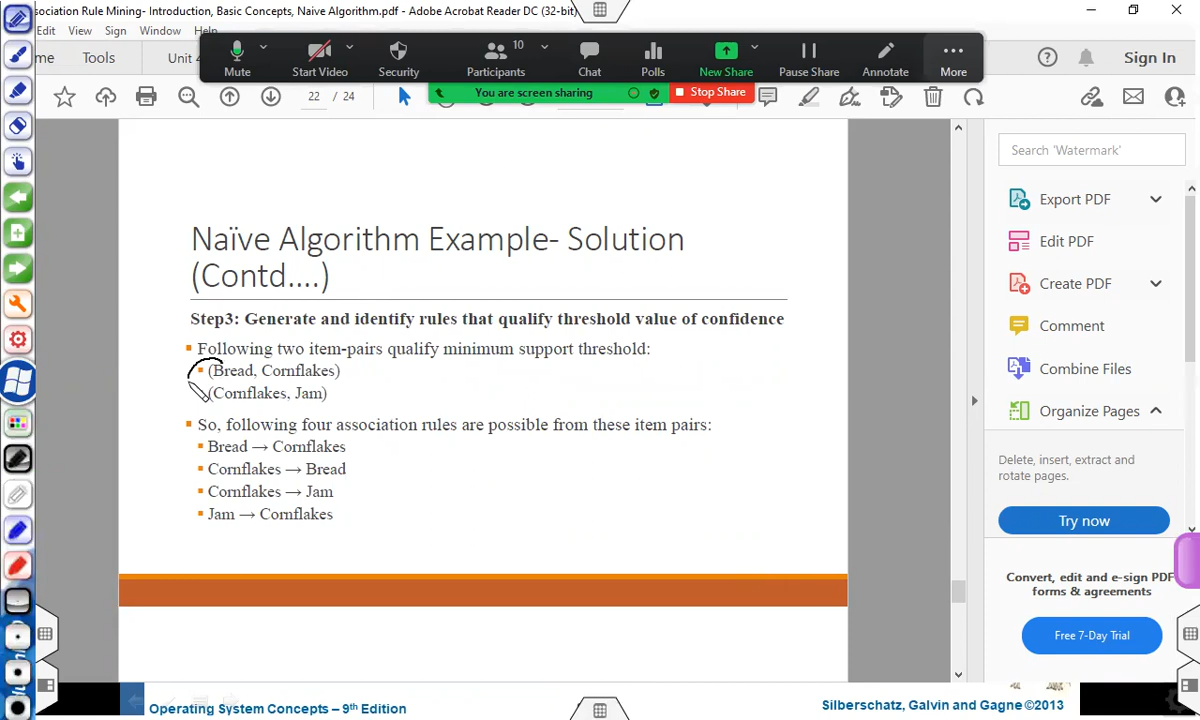 sociation Rule Mining- Introduction, Basic Concepts, Naive Algorithm.pdf - Adobe Acrobat Reader DC (32-bit)
Edit View Sign Window Help
me Tools Unit 4
Mute
Start Video
Security
10
Participants
Chat
Polls
New Share
Pause Share
Annotate
More
Sign In
You are screen sharing
Stop Share
22 / 24
Search 'Watermark'
Export PDF
Edit PDF
Create PDF
Comment
Combine Files
Organize Pages
Delete, insert, extract and
rotate pages.
Try now
Convert, edit and e-sign PDF
forms & agreements
Free 7-Day Trial
Naïve Algorithm Example- Solution
(Contd....)
Step3: Generate and identify rules that qualify threshold value of confidence
Following two item-pairs qualify minimum support threshold:
(Bread, Cornflakes)
(Cornflakes, Jam)
So, following four association rules are possible from these item pairs:
Bread → Cornflakes
Cornflakes → Bread
Cornflakes → Jam
Jam → Cornflakes
Operating System Concepts – 9th Edition
Silberschatz, Galvin and Gagne ©2013